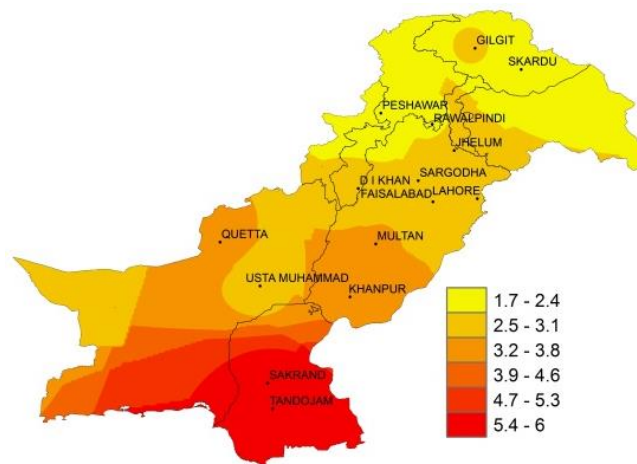 GILGIT
SKARDU
PESHAWAR
RAWALPINDI
JHELUM
SARGODHA
D I KHAN
FAISALABAD
LAHORE
QUETTA
MULTAN
USTA MUHAMMAD
KHANPUR
1.7 - 2.4
2.5 - 3.1
3.2 - 3.8
3.9 - 4.6
4.7 - 5.3
5.4 - 6
SAKRAND
TANDOJAM